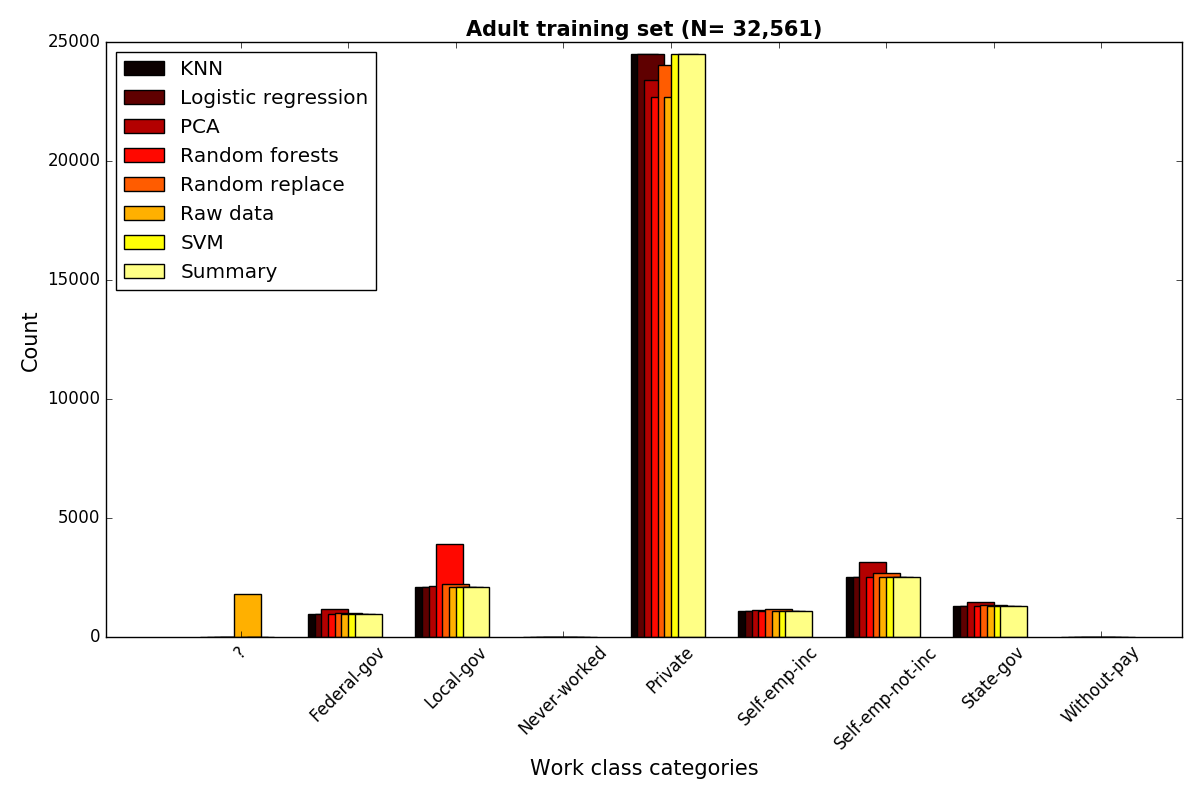 Adult training set (N= 32,561)
25000
20000
15000
10000
5000
0
Count
KNN
Logistic regression
PCA
Random forests
Random replace
Raw data
SVM
Summary
?
Federal-gov
Local-gov
Never-worked
Private
Self-emp-inc
Self-emp-not-inc
State-gov
Without-pay
Work class categories